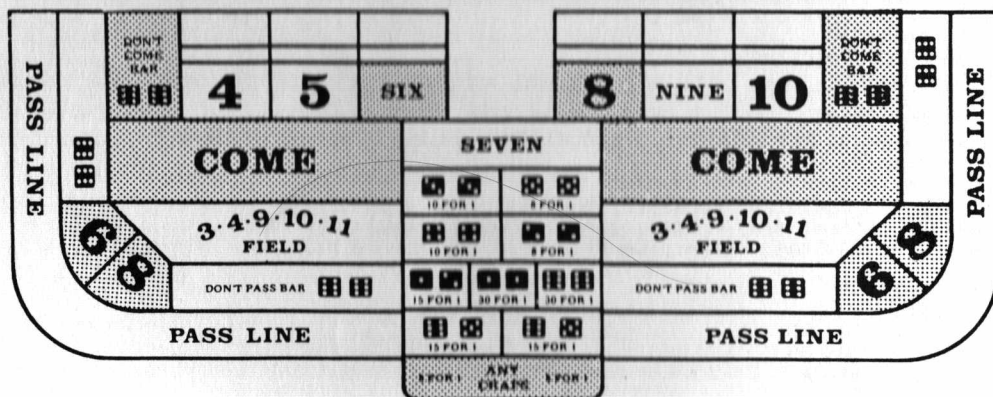 PASS LINE
DON'T
COME
BAR
4 5 SIX
COME
6
8
3·4·9·10·11
FIELD
DON'T PASS BAR
PASS LINE
SEVEN
10 FOR 1
8 FOR 1
10 FOR 1
8 FOR 1
15 FOR 1
30 FOR 1
30 FOR 1
15 FOR 1
15 FOR 1
ANY
CRAPS
8 FOR 1
8 FOR 1
8 NINE 10
DON'T
COME
BAR
COME
3·4·9·10·11
FIELD
DON'T PASS BAR
6
8
PASS LINE
PASS LINE